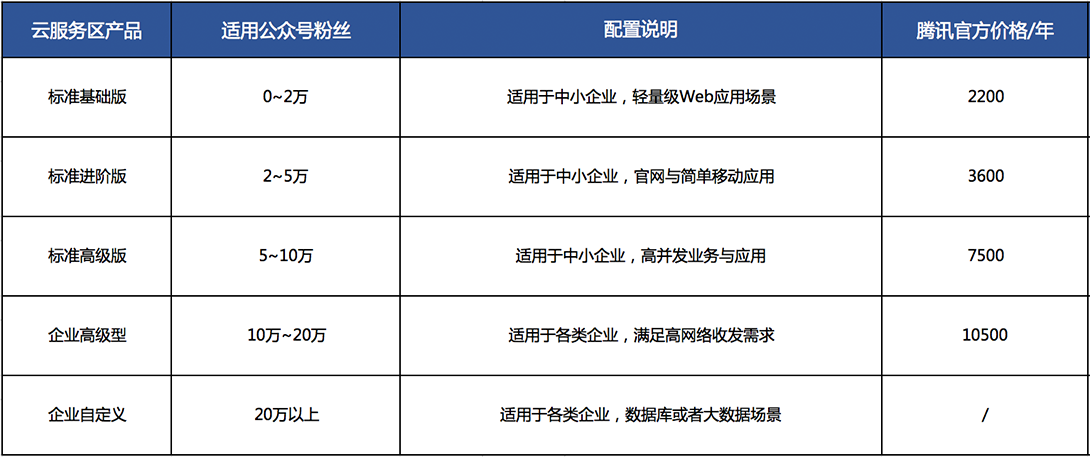 云服务区产品 适用公众号粉丝 配置说明 腾讯官方价格/年
标准基础版 0~2万 适用于中小企业，轻量级Web应用场景 2200
标准进阶版 2~5万 适用于中小企业，官网与简单移动应用 3600
标准高级版 5~10万 适用于中小企业，高并发业务与应用 7500
企业高级型 10万~20万 适用于各类企业，满足高网络收发需求 10500
企业自定义 20万以上 适用于各类企业，数据库或者大数据场景 /